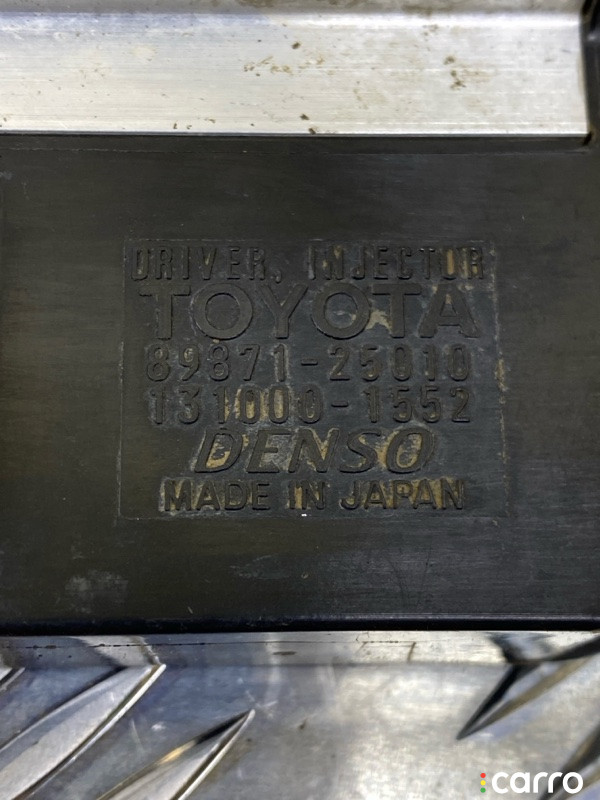 DRIVER, INJECTOR
TOYOTA
89871-25010
131000-1552
DENSO
MADE IN JAPAN
carro